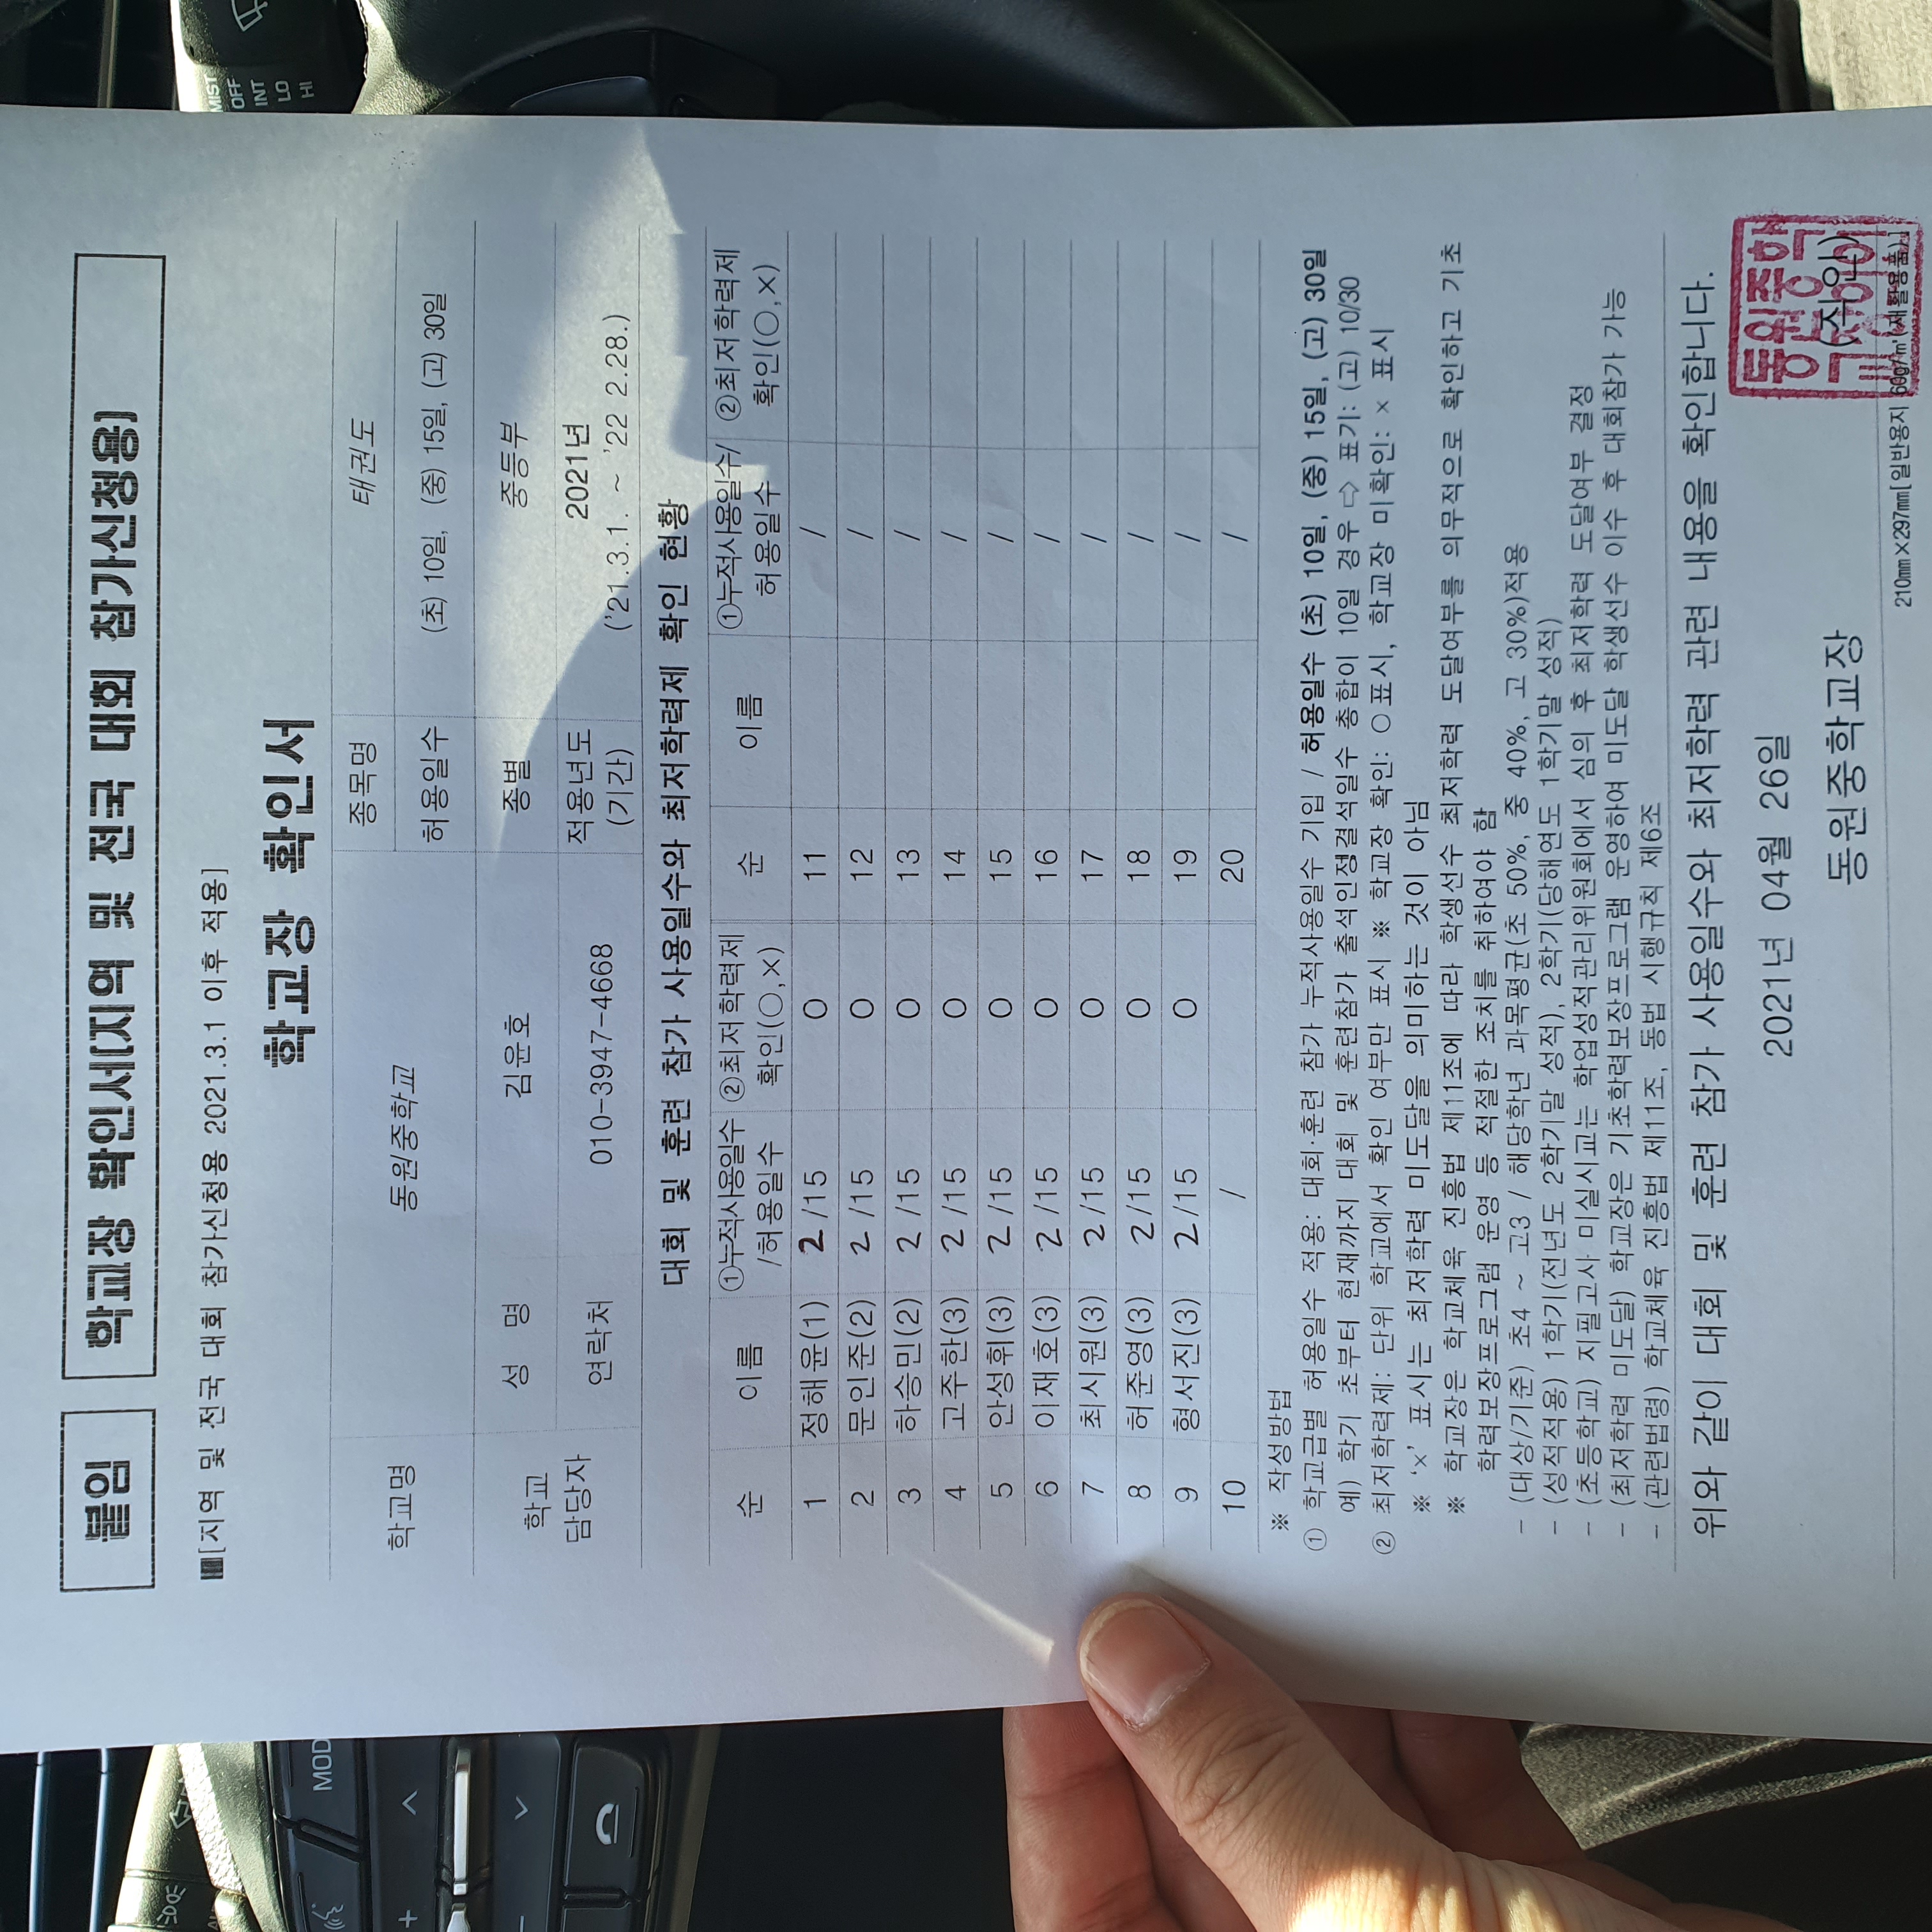 붙임
학교장 확인서(지역 및 전국 대회 참가신청용)
■[지역 및 전국 대회 참가신청용 2021.3.1 이후 적용]
학교장 확인서
학교명 동원중학교 종목명 태권도
허용일수 (초) 10일, (중) 15일, (고) 30일
학교 담당자 성 명 김윤호 종별 중등부
연락처 010-3947-4668 적용년도 (기간) 2021년 ('21.3.1. ~ '22 2.28.)
대회 및 훈련 참가 사용일수와 최저학력제 확인 현황
순 이름 ①누적사용일수/허용일수 ②최저학력제 확인(○,×) 순 이름 ①누적사용일수/허용일수 ②최저학력제 확인(○,×)
1 정해윤(1) 2/15 O 11 /
2 문인준(2) 2/15 O 12 /
3 하승민(2) 2/15 O 13 /
4 고주한(3) 2/15 O 14 /
5 안성휘(3) 2/15 O 15 /
6 이재호(3) 2/15 O 16 /
7 최시원(3) 2/15 O 17 /
8 허준영(3) 2/15 O 18 /
9 형서진(3) 2/15 O 19 /
10 / 20 /
※ 작성방법
① 학교급별 허용일수 적용: 대회·훈련 참가 누적사용일수 기입 / 허용일수 (초) 10일, (중) 15일, (고) 30일
예) 학기 초부터 현재까지 대회 및 훈련참가 출석인정결석일수 총합이 10일 경우 ⇨ 표기: (고) 10/30
② 최저학력제: 단위 학교에서 확인 여부만 표시 ※ 학교장 확인: ○표시, 학교장 미확인: × 표시
※ '×' 표시는 최저학력 미도달을 의미하는 것이 아님
※ 학교장은 학교체육 진흥법 제11조에 따라 학생선수 최저학력 도달여부를 의무적으로 확인하고 기초
학력보장프로그램 운영 등 적절한 조치를 취하여야 함
- (대상/기준) 초4 ~ 고3 / 해당학년 과목평균(초 50%, 중 40%, 고 30%)적용
- (성적적용) 1학기(전년도 2학기말 성적), 2학기(당해연도 1학기말 성적)
- (초등학교) 지필고사 미실시교는 학업성적관리위원회에서 심의 후 최저학력 도달여부 결정
- (최저학력 미도달) 학교장은 기초학력보장프로그램 운영하여 미도달 학생선수 이수 후 대회참가 가능
- (관련법령) 학교체육 진흥법 제11조, 동법 시행규칙 제6조
위와 같이 대회 및 훈련 참가 사용일수와 최저학력 관련 내용을 확인합니다.
2021년 04월 26일
동원중학교장 (직인)
210㎜×297㎜[일반용지 60g/㎡(재활용품)]
MIST
OFF
INT
LO
HI